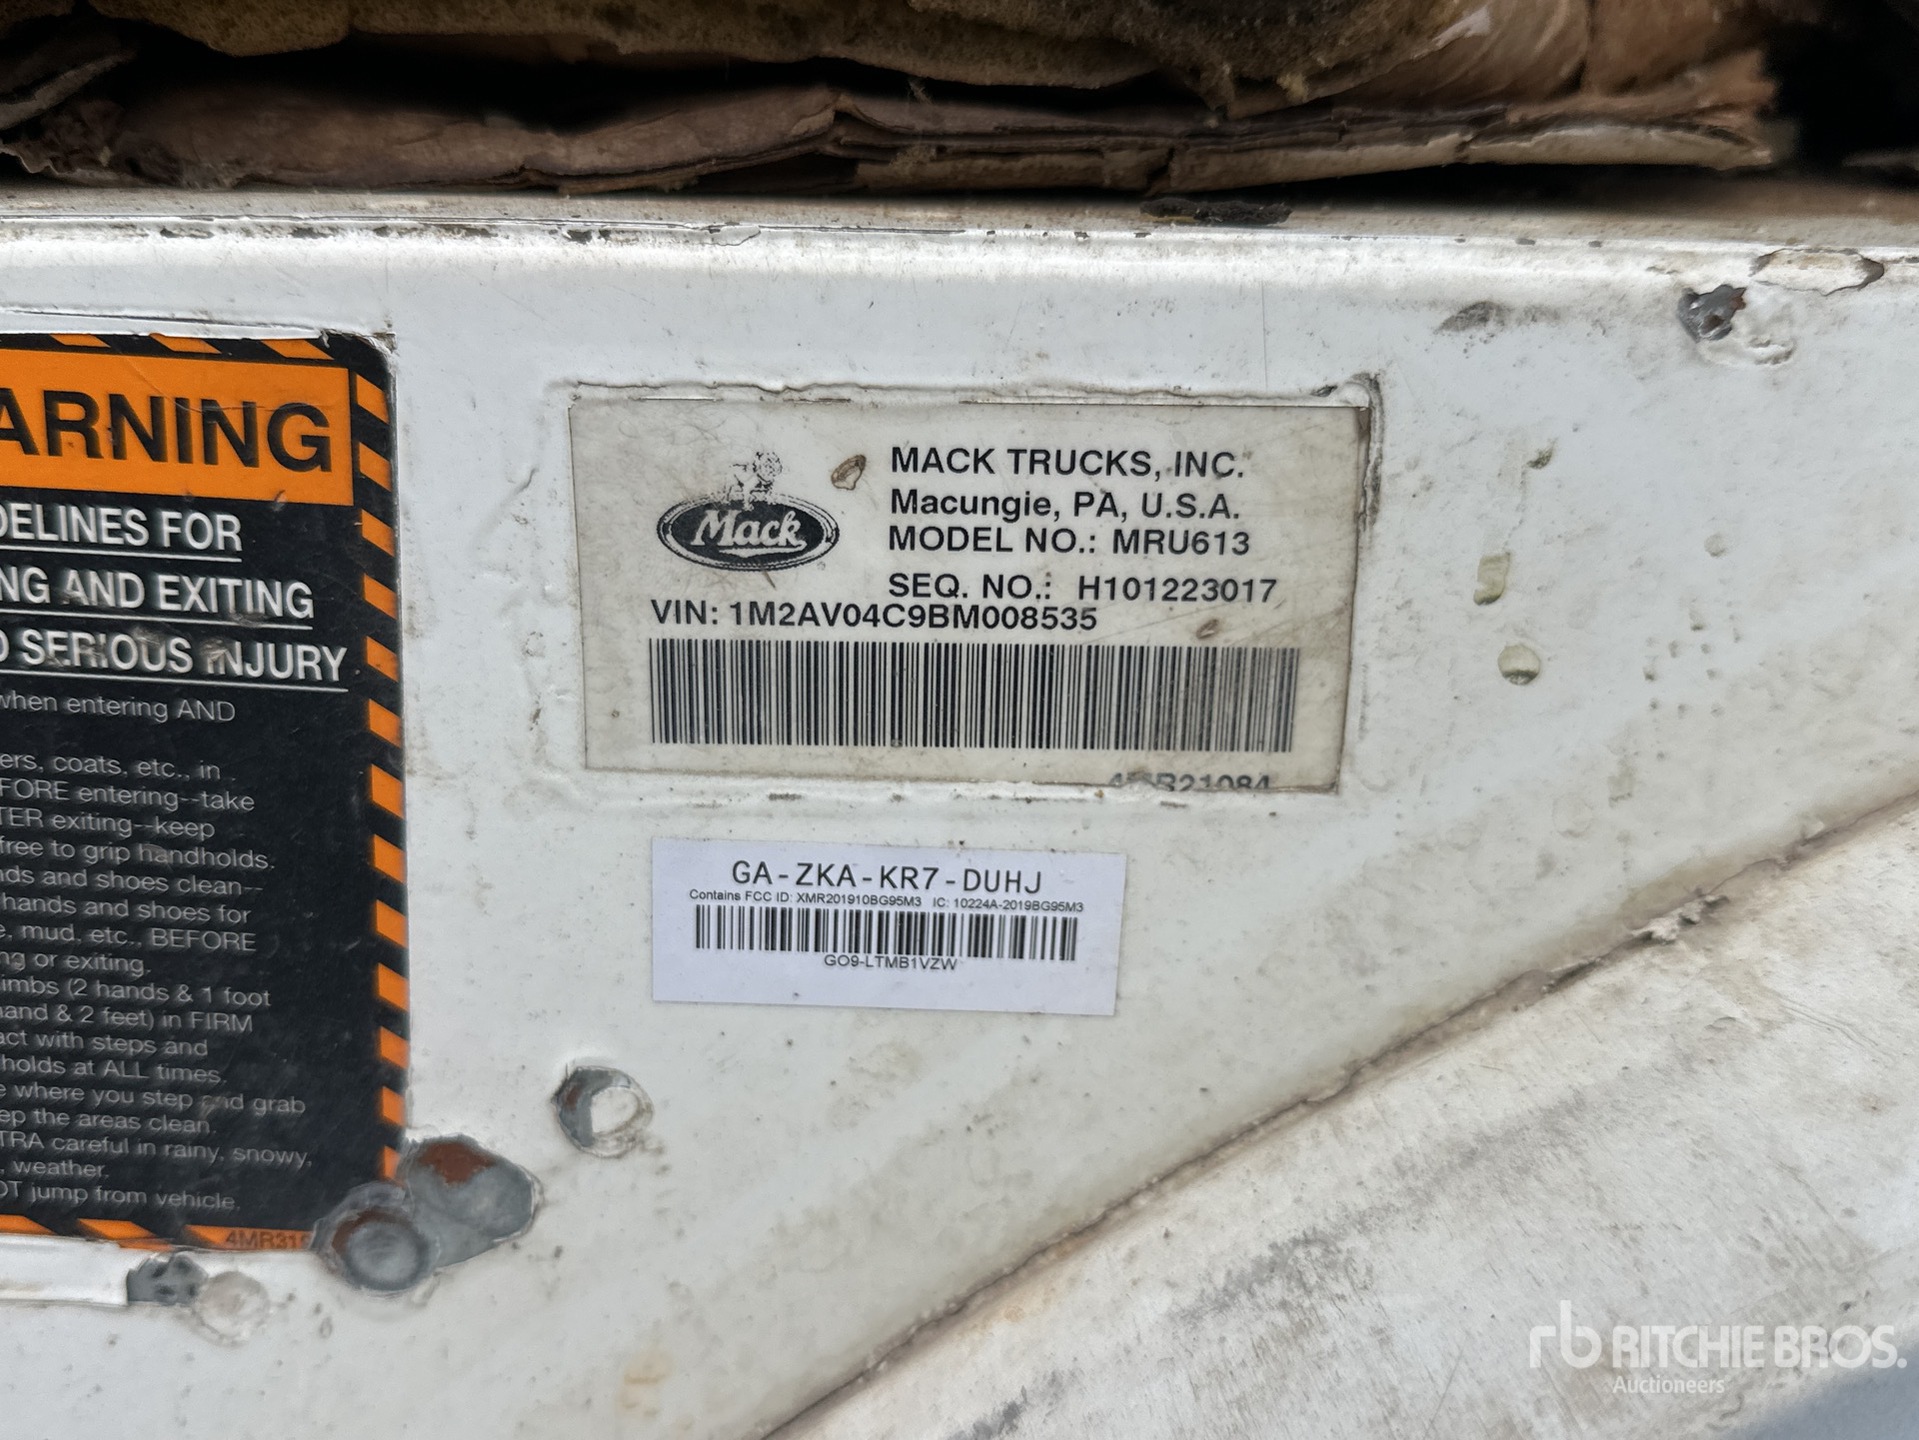 ARNING
DELINES FOR
NG AND EXITING
SERIOUS INJURY
when entering AND
ers, coats, etc., in
FORE entering--take
TER exiting--keep
free to grip handholds.
nds and shoes clean--
hands and shoes for
e, mud, etc., BEFORE
ng or exiting.
imbs (2 hands & 1 foot
hand & 2 feet) in FIRM
act with steps and
holds at ALL times.
e where you step and grab
ep the areas clean.
TRA careful in rainy, snowy,
weather.
OT jump from vehicle.
4MR31
Mack
MACK TRUCKS, INC.
Macungie, PA, U.S.A.
MODEL NO.: MRU613
SEQ. NO.: H101223017
VIN: 1M2AV04C9BM008535
4MR21084
GA-ZKA-KR7-DUHJ
Contains FCC ID: XMR201910BG95M3 IC: 10224A-2019BG95M3
GO9-LTMB1VZW
rb RITCHIE BROS.
Auctioneers